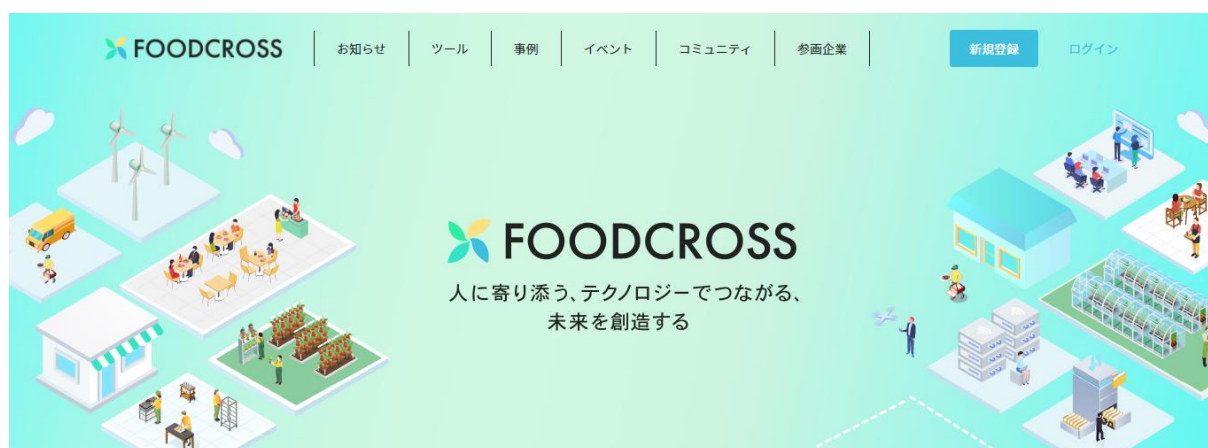 FOODCROSS
お知らせ
ツール
事例
イベント
コミュニティ
参画企業
新規登録
ログイン
FOODCROSS
人に寄り添う、テクノロジーでつながる、
未来を創造する